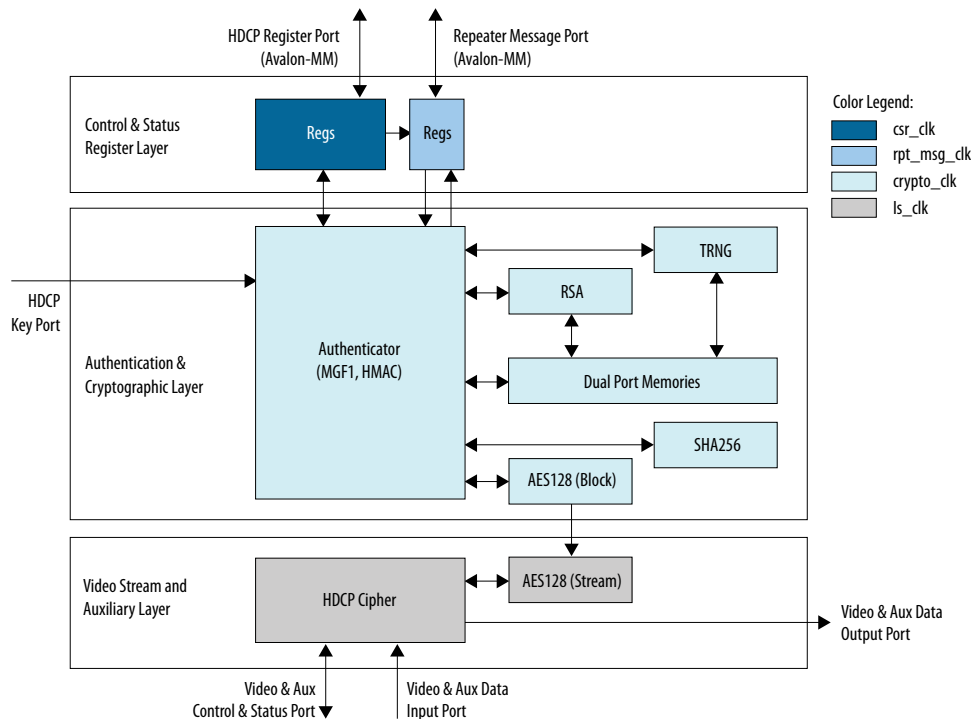 HDCP Register Port
(Avalon-MM)
Repeater Message Port
(Avalon-MM)
Control & Status
Register Layer
Regs
Regs
Color Legend:
csr_clk
rpt_msg_clk
crypto_clk
ls_clk
HDCP
Key Port
Authentication &
Cryptographic Layer
Authenticator
(MGF1, HMAC)
TRNG
RSA
Dual Port Memories
SHA256
AES128 (Block)
Video Stream and
Auxiliary Layer
HDCP Cipher
AES128 (Stream)
Video & Aux Data
Output Port
Video & Aux
Control & Status Port
Video & Aux Data
Input Port